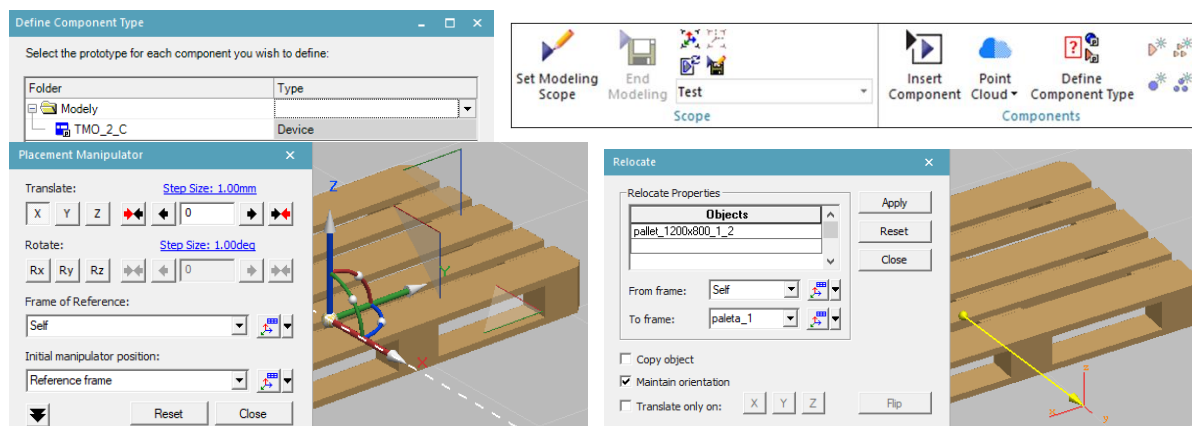 Define Component Type
Select the prototype for each component you wish to define:
Folder Type
Modely
TMO_2_C Device
Set Modeling Scope
End Modeling
Test
Scope
Insert Component
Point Cloud
Define Component Type
Components
Placement Manipulator
Translate: Step Size: 1.00mm
X Y Z 0
Rotate: Step Size: 1.00deg
Rx Ry Rz 0
Frame of Reference:
Self
Initial manipulator position:
Reference frame
Reset Close
Z
Y
X
Relocate
Relocate Properties
Objects
pallet_1200x800_1_2
From frame: Self
To frame: paleta_1
Copy object
Maintain orientation
Translate only on: X Y Z
Apply
Reset
Close
Flip
z
x
y